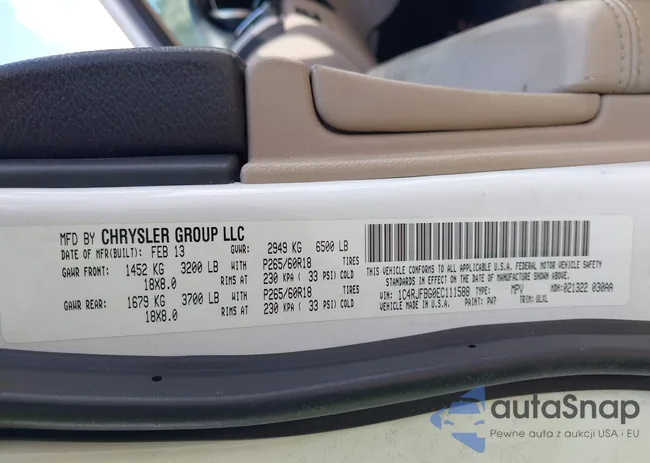 MFD BY CHRYSLER GROUP LLC
DATE OF MFR(BUILT): FEB 13 GVWR: 2949 KG 6500 LB
GAWR FRONT: 1452 KG 3200 LB WITH P265/60R18 TIRES
18X8.0 RIMS AT 230 KPA ( 33 PSI) COLD
GAWR REAR: 1679 KG 3700 LB WITH P265/60R18 TIRES
18X8.0 RIMS AT 230 KPA ( 33 PSI) COLD
THIS VEHICLE CONFORMS TO ALL APPLICABLE U.S.A. FEDERAL MOTOR VEHICLE SAFETY
STANDARDS IN EFFECT ON THE DATE OF MANUFACTURE SHOWN ABOVE.
VIN: 1C4RJFBG0EC111588 TYPE: MPV MDH: 021322 030AA
VEHICLE MADE IN U.S.A. PAINT: PW7 TRIM: ULXL
autaSnap
Pewne auta z aukcji USA i EU